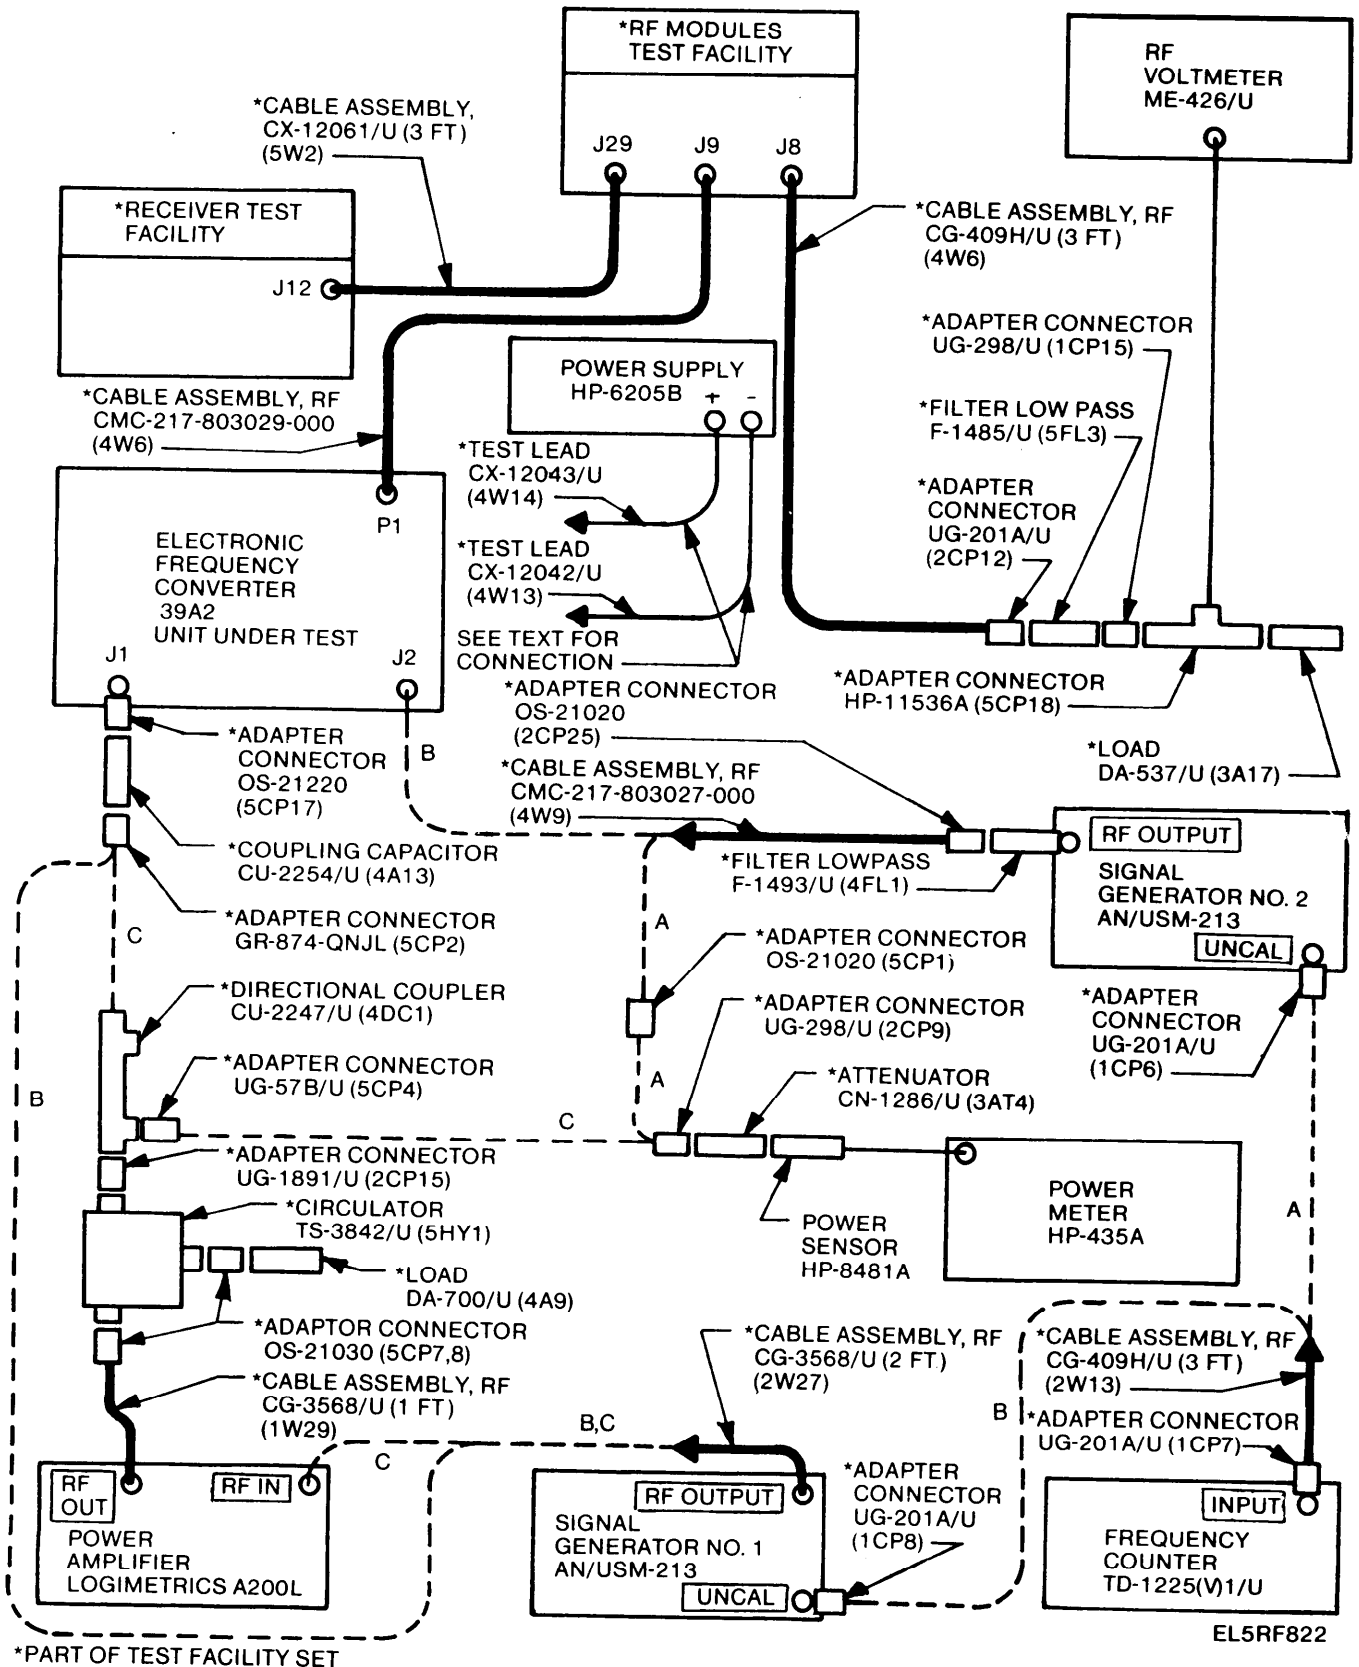 *RF MODULES
TEST FACILITY
J29
J9
J8
RF
VOLTMETER
ME-426/U
*CABLE ASSEMBLY,
CX-12061/U (3 FT)
(5W2)
*RECEIVER TEST
FACILITY
J12
*CABLE ASSEMBLY, RF
CG-409H/U (3 FT)
(4W6)
*ADAPTER CONNECTOR
UG-298/U (1CP15)
*FILTER LOW PASS
F-1485/U (5FL3)
*ADAPTER
CONNECTOR
UG-201A/U
(2CP12)
POWER SUPPLY
HP-6205B
+
-
*CABLE ASSEMBLY, RF
CMC-217-803029-000
(4W6)
*TEST LEAD
CX-12043/U
(4W14)
*TEST LEAD
CX-12042/U
(4W13)
SEE TEXT FOR
CONNECTION
P1
ELECTRONIC
FREQUENCY
CONVERTER
39A2
UNIT UNDER TEST
J1
J2
*ADAPTER CONNECTOR
HP-11536A (5CP18)
*LOAD
DA-537/U (3A17)
*ADAPTER CONNECTOR
OS-21020
(2CP25)
*CABLE ASSEMBLY, RF
CMC-217-803027-000
(4W9)
B
*ADAPTER
CONNECTOR
OS-21220
(5CP17)
*COUPLING CAPACITOR
CU-2254/U (4A13)
*FILTER LOWPASS
F-1493/U (4FL1)
RF OUTPUT
SIGNAL
GENERATOR NO. 2
AN/USM-213
UNCAL
*ADAPTER CONNECTOR
GR-874-QNJL (5CP2)
C
A
*ADAPTER CONNECTOR
OS-21020 (5CP1)
*DIRECTIONAL COUPLER
CU-2247/U (4DC1)
*ADAPTER CONNECTOR
UG-298/U (2CP9)
*ADAPTER
CONNECTOR
UG-201A/U
(1CP6)
*ADAPTER CONNECTOR
UG-57B/U (5CP4)
A
*ATTENUATOR
CN-1286/U (3AT4)
B
C
*ADAPTER CONNECTOR
UG-1891/U (2CP15)
*CIRCULATOR
TS-3842/U (5HY1)
POWER
SENSOR
HP-8481A
POWER
METER
HP-435A
A
*LOAD
DA-700/U (4A9)
*ADAPTOR CONNECTOR
OS-21030 (5CP7,8)
*CABLE ASSEMBLY, RF
CG-3568/U (1 FT)
(1W29)
*CABLE ASSEMBLY, RF
CG-3568/U (2 FT)
(2W27)
*CABLE ASSEMBLY, RF
CG-409H/U (3 FT)
(2W13)
B
*ADAPTER CONNECTOR
UG-201A/U (1CP7)
B,C
C
RF
OUT
RF IN
POWER
AMPLIFIER
LOGIMETRICS A200L
RF OUTPUT
SIGNAL
GENERATOR NO. 1
AN/USM-213
UNCAL
*ADAPTER
CONNECTOR
UG-201A/U
(1CP8)
INPUT
FREQUENCY
COUNTER
TD-1225(V)1/U
EL5RF822
*PART OF TEST FACILITY SET